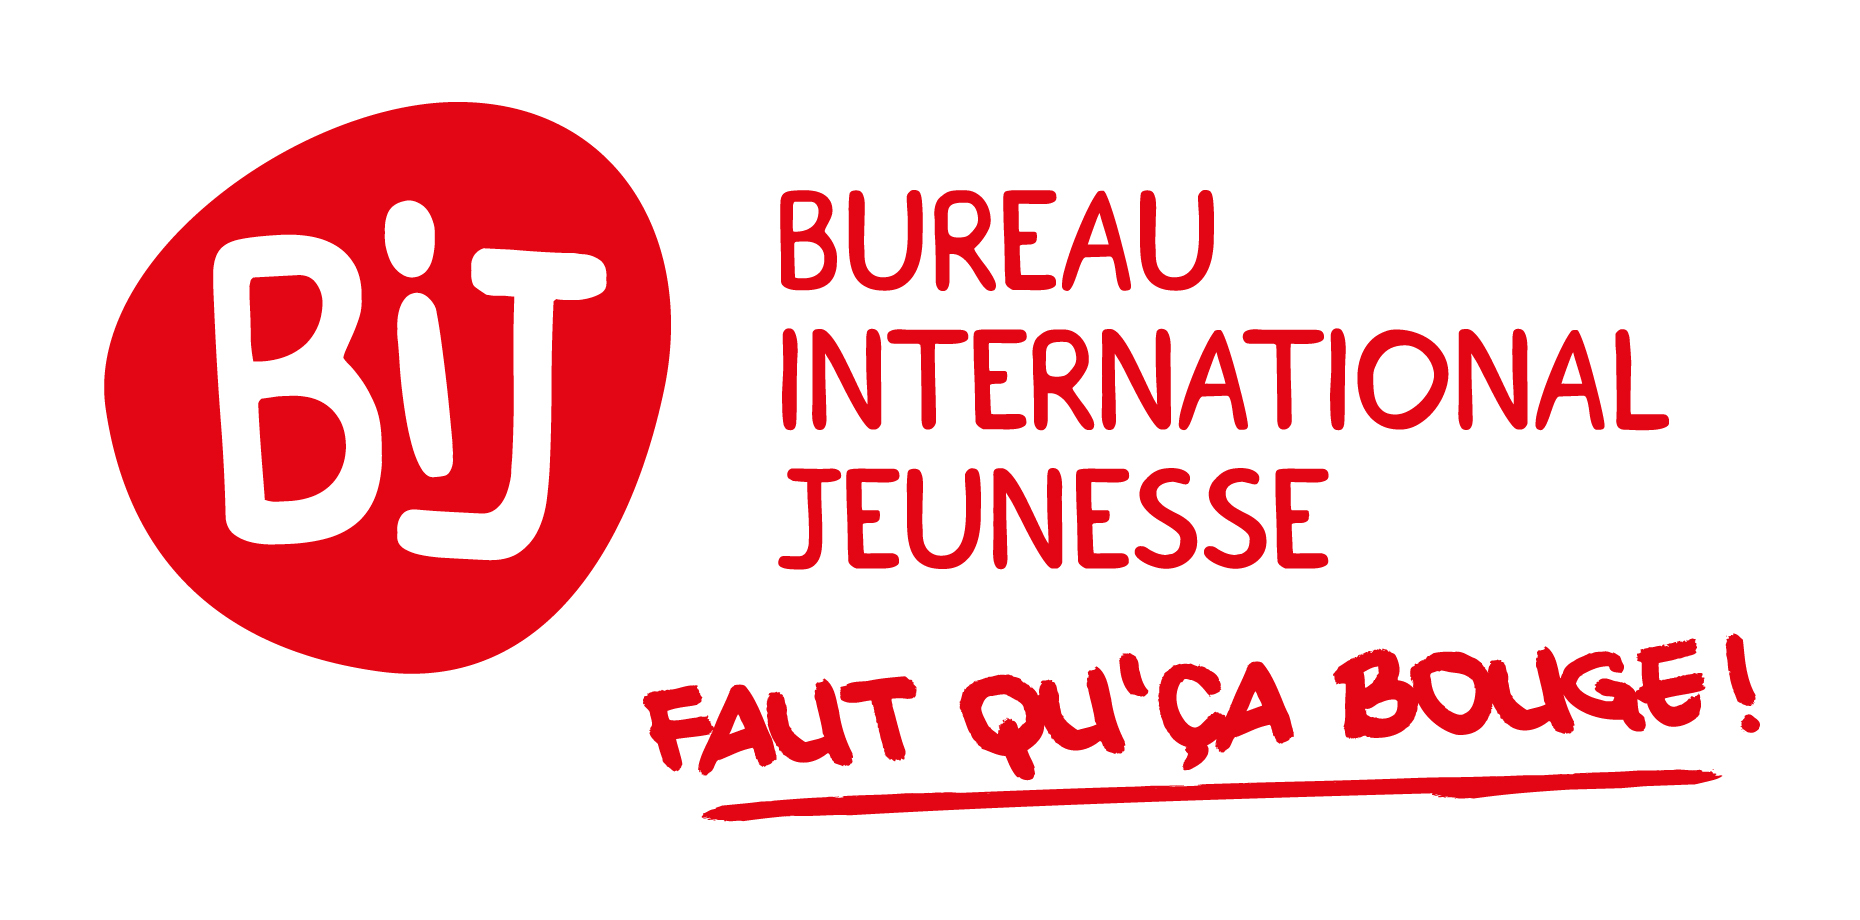 BiJ
BUREAU
INTERNATIONAL
JEUNESSE
FAUT QU'ÇA BOUGE !